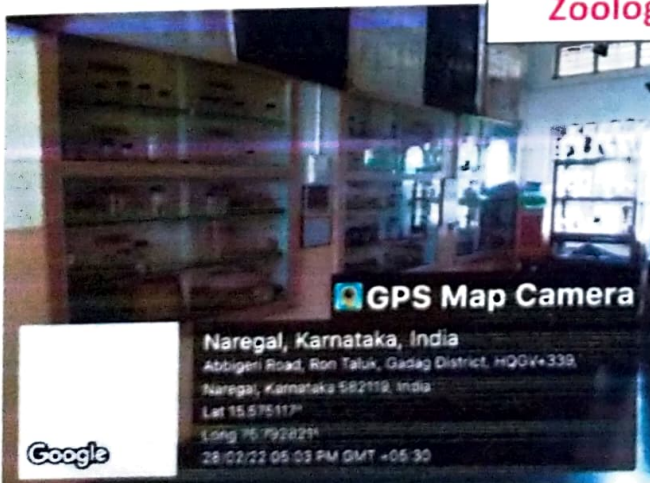 Zoolog
GPS Map Camera
Naregal, Karnataka, India
Abbigeri Road, Ron Taluk, Gadag District, HQGV+339,
Naregal, Karnataka 582119, India
Lat 15.575117°
Long 75.792821°
28/02/22 05:03 PM GMT +05:30
Google